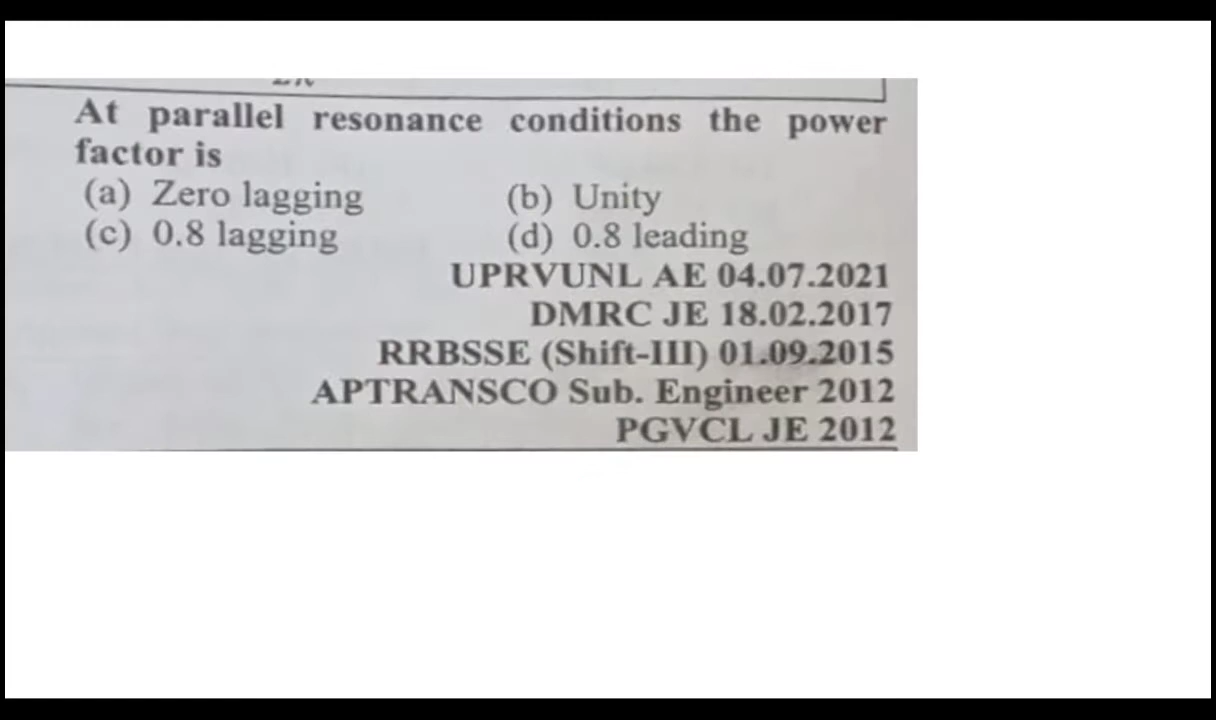 At parallel resonance conditions the power
factor is
(a) Zero lagging (b) Unity
(c) 0.8 lagging (d) 0.8 leading
UPRVUNL AE 04.07.2021
DMRC JE 18.02.2017
RRBSSE (Shift-III) 01.09.2015
APTRANSCO Sub. Engineer 2012
PGVCL JE 2012